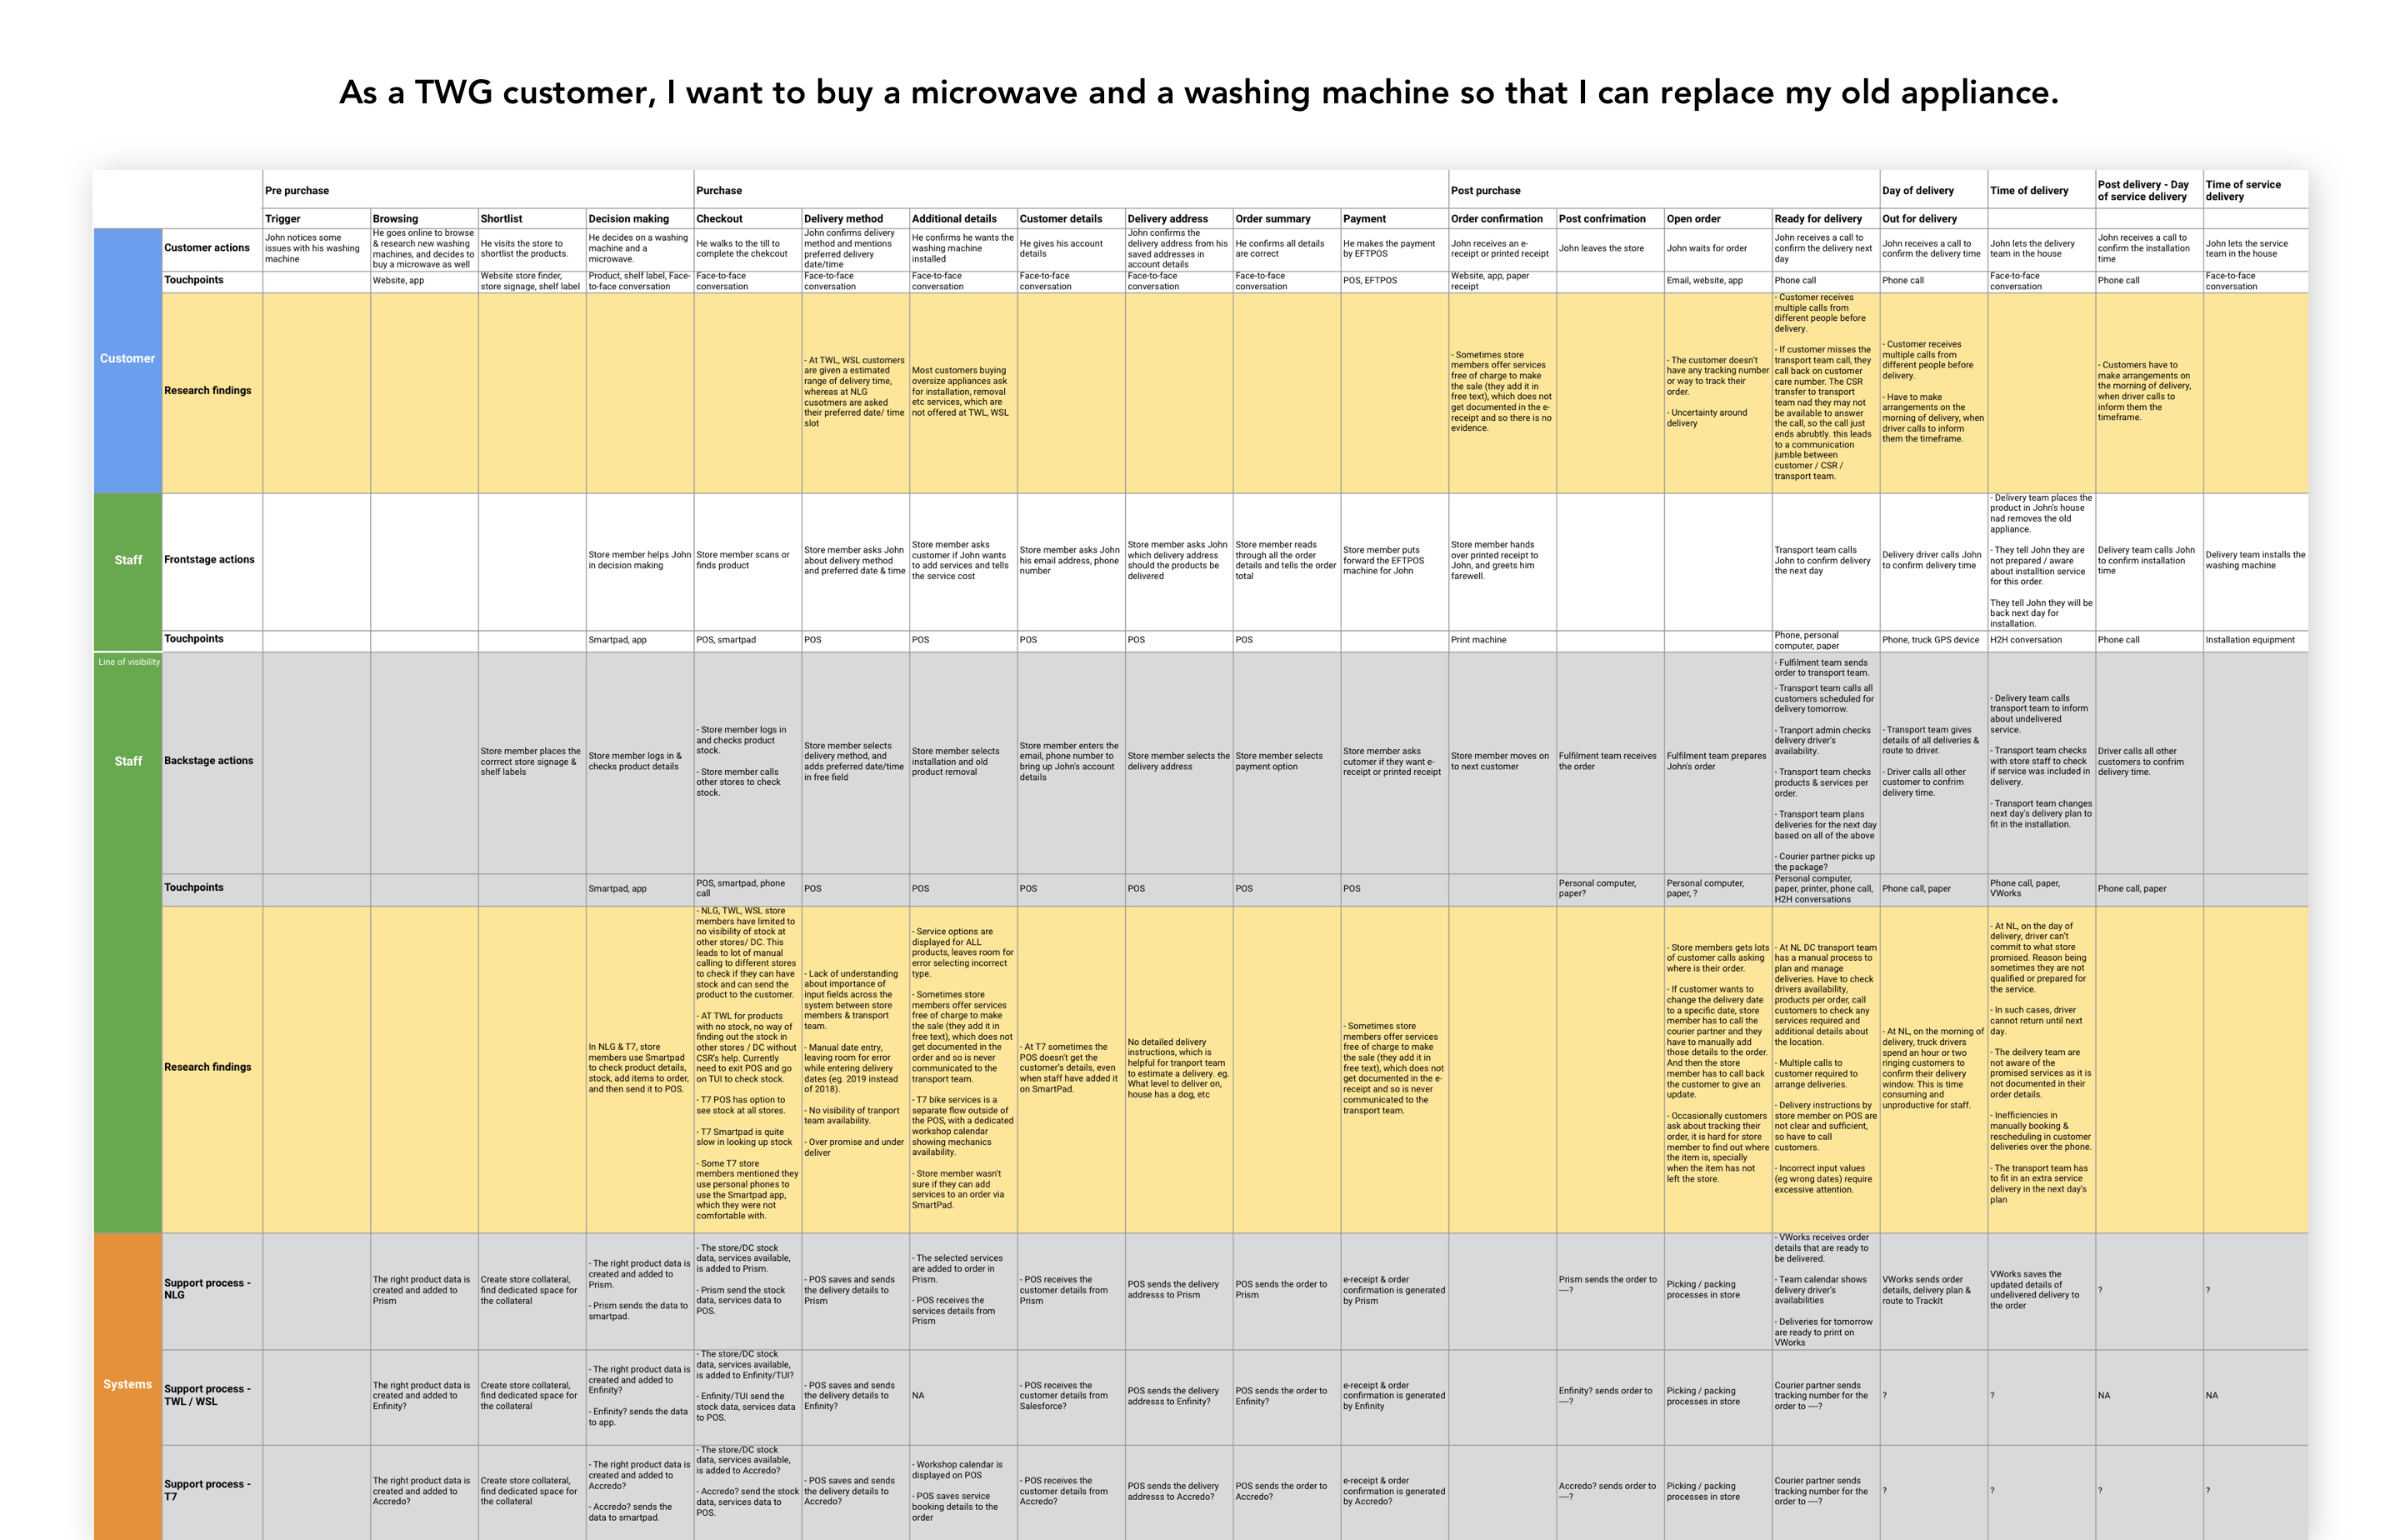 As a TWG customer, I want to buy a microwave and a washing machine so that I can replace my old appliance.
Pre purchase
Purchase
Post purchase
Day of delivery
Time of delivery
Post delivery - Day
of service delivery
Time of service
delivery
Trigger
Browsing
Shortlist
Decision making
Checkout
Delivery method
Additional details
Customer details
Delivery address
Order summary
Payment
Order confirmation
Post confrimation
Open order
Ready for delivery
Out for delivery
Customer
Customer actions
John notices some
issues with his washing
machine
He goes online to browse
& research new washing
machines, and decides to
buy a microwave as well
He visits the store to
shortlist the products.
He decides on a washing
machine and a
microwave.
He walks to the till to
complete the chekcout
John confirms delivery
method and mentions
preferred delivery
date/time
He confirms he wants the
washing machine
installed
He gives his account
details
John confirms the
delivery address from his
saved addresses in
account details
He confirms all details
are correct
He makes the payment
by EFTPOS
John receives an e-
receipt or printed receipt
John leaves the store
John waits for order
John receives a call to
confirm the delivery next
day
John receives a call to
confirm the delivery time
John lets the delivery
team in the house
John receives a call to
confirm the installation
time
John lets the service
team in the house
Touchpoints
Website, app
Website store finder,
store signage, shelf label
Product, shelf label, Face-
to-face conversation
Face-to-face
conversation
Face-to-face
conversation
Face-to-face
conversation
Face-to-face
conversation
Face-to-face
conversation
Face-to-face
conversation
POS, EFTPOS
Website, app, paper
receipt
Email, website, app
Phone call
Phone call
Face-to-face
conversation
Phone call
Face-to-face
conversation
Research findings
- At TWL, WSL customers
are given a estimated
range of delivery time,
whereas at NLG
cusotmers are asked
their preferred date/ time
slot
Most customers buying
oversize appliances ask
for installation, removal
etc services, which are
not offered at TWL, WSL
- Sometimes store
members offer services
free of charge to make
the sale (they add it in
free text), which does not
get documented in the e-
receipt and so there is no
evidence.
- The customer doesn't
have any tracking number
or way to track their
order.
- Uncertainty around
delivery
- Customer receives
multiple calls from
different people before
delivery.
- If customer misses the
transport team call, they
call back on customer
care number. The CSR
transfer to transport
team nad they may not
be available to answer
the call, so the call just
ends abrubtly. this leads
to a communication
jumble between
customer / CSR /
transport team.
- Customer receives
multiple calls from
different people before
delivery.
- Have to make
arrangements on the
morning of delivery, when
driver calls to inform
them the timeframe.
- Customers have to
make arrangements on
the morning of delivery,
when driver calls to
inform them the
timeframe.
Staff
Frontstage actions
Store member helps John
in decision making
Store member scans or
finds product
Store member asks John
about delivery method
and preferred date & time
Store member asks
customer if John wants
to add services and tells
the service cost
Store member asks John
his email address, phone
number
Store member asks John
which delivery address
should the products be
delivered
Store member reads
through all the order
details and tells the order
total
Store member puts
forward the EFTPOS
machine for John
Store member hands
over printed receipt to
John, and greets him
farewell.
Transport team calls
John to confirm delivery
the next day
Delivery driver calls John
to confirm delivery time
- Delivery team places the
product in John's house
nad removes the old
appliance.
- They tell John they are
not prepared / aware
about installtion service
for this order.
They tell John they will be
back next day for
installation.
Delivery team calls John
to confirm installation
time
Delivery team installs the
washing machine
Touchpoints
Smartpad, app
POS, smartpad
POS
POS
POS
POS
POS
Print machine
Phone, personal
computer, paper
Phone, truck GPS device
H2H conversation
Phone call
Installation equipment
Line of visibility
Staff
Backstage actions
Store member places the
corrrect store signage &
shelf labels
Store member logs in &
checks product details
- Store member logs in
and checks product
stock.
- Store member calls
other stores to check
stock.
Store member selects
delivery method, and
adds preferred date/time
in free field
Store member selects
installation and old
product removal
Store member enters the
email, phone number to
bring up John's account
details
Store member selects the
delivery address
Store member selects
payment option
Store member asks
cutomer if they want e-
receipt or printed receipt
Store member moves on
to next customer
Fulfilment team receives
the order
Fulfilment team prepares
John's order
- Fulfilment team sends
order to transport team.
- Transport team calls all
customers scheduled for
delivery tomorrow.
- Tranport admin checks
delivery driver's
availability.
- Transport team checks
products & services per
order.
- Transport team plans
deliveries for the next day
based on all of the above
- Courier partner picks up
the package?
- Transport team gives
details of all deliveries &
route to driver.
- Driver calls all other
customer to confrim
delivery time.
- Delivery team calls
transport team to inform
about undelivered
service.
- Transport team checks
with store staff to check
if service was included in
delivery.
- Transport team changes
next day's delivery plan to
fit in the installation.
Driver calls all other
customers to confrim
delivery time.
Touchpoints
Smartpad, app
POS, smartpad, phone
call
POS
POS
POS
POS
POS
POS
Personal computer,
paper?
Personal computer,
paper, ?
Personal computer,
paper, printer, phone call,
H2H conversations
Phone call, paper
Phone call, paper,
VWorks
Phone call, paper
Research findings
In NLG & T7, store
members use Smartpad
to check product details,
stock, add items to order,
and then send it to POS.
- NLG, TWL, WSL store
members have limited to
no visibility of stock at
other stores/ DC. This
leads to lot of manual
calling to different stores
to check if they can have
stock and can send the
product to the customer.
- AT TWL for products
with no stock, no way of
finding out the stock in
other stores / DC without
CSR's help. Currently
need to exit POS and go
on TUI to check stock.
- T7 POS has option to
see stock at all stores.
- T7 Smartpad is quite
slow in looking up stock
- Some T7 store
members mentioned they
use personal phones to
use the Smartpad app,
which they were not
comfortable with.
- Lack of understanding
about importance of
input fields across the
system between store
members & transport
team.
- Manual date entry,
leaving room for error
while entering delivery
dates (eg. 2019 instead
of 2018).
- No visibility of tranport
team availability.
- Over promise and under
deliver
- Service options are
displayed for ALL
products, leaves room for
error selecting incorrect
type.
- Sometimes store
members offer services
free of charge to make
the sale (they add it in
free text), which does not
get documented in the
order and so is never
communicated to the
transport team.
- T7 bike services is a
separate flow outside of
the POS, with a dedicated
workshop calendar
showing mechanics
availability.
- Store member wasn't
sure if they can add
services to an order via
SmartPad.
- At T7 sometimes the
POS doesn't get the
customer's details, even
when staff have added it
on SmartPad.
No detailed delivery
instructions, which is
helpful for tranport team
to estimate a delivery. eg.
What level to deliver on,
house has a dog, etc
- Sometimes store
members offer services
free of charge to make
the sale (they add it in
free text), which does not
get documented in the e-
receipt and so is never
communicated to the
transport team.
- Store members gets lots
of customer calls asking
where is their order.
- If customer wants to
change the delivery date
to a specific date, store
member has to call the
courier partner and they
have to manually add
those details to the order.
And then the store
member has to call back
the customer to give an
update.
- Occasionally customers
ask about tracking their
order, it is hard for store
member to find out where
the item is, specially
when the item has not
left the store.
- At NL DC transport team
has a manual process to
plan and manage
deliveries. Have to check
drivers availability,
products per order, call
customers to check any
services required and
additional details about
the location.
- Multiple calls to
customer required to
arrange deliveries.
- Delivery instructions by
store member on POS are
not clear and sufficient,
so have to call
customers.
- Incorrect input values
(eg wrong dates) require
excessive attention.
- At NL, on the morning of
delivery, truck drivers
spend an hour or two
ringing customers to
confirm their delivery
window. This is time
consuming and
unproductive for staff.
- At NL, on the day of
delivery, driver can't
commit to what store
promised. Reason being
sometimes they are not
qualified or prepared for
the service.
- In such cases, driver
cannot return until next
day.
- The deilvery team are
not aware of the
promised services as it is
not documented in their
order details.
- Inefficiencies in
manually booking &
rescheduling in customer
deliveries over the phone.
- The transport team has
to fit in an extra service
delivery in the next day's
plan
Systems
Support process -
NLG
The right product data is
created and added to
Prism
Create store collateral,
find dedicated space for
the collateral
- The right product data is
created and added to
Prism.
- Prism sends the data to
smartpad.
- The store/DC stock
data, services available,
is added to Prism.
- Prism send the stock
data, services data to
POS.
- POS saves and sends
the delivery details to
Prism
- The selected services
are added to order in
Prism.
- POS receives the
services details from
Prism
- POS receives the
customer details from
Prism
POS sends the delivery
addresss to Prism
POS sends the order to
Prism
e-receipt & order
confirmation is generated
by Prism
Prism sends the order to
----?
Picking / packing
processes in store
- VWorks receives order
details that are ready to
be delivered.
- Team calendar shows
delivery driver's
availabilities
- Deliveries for tomorrow
are ready to print on
VWorks
VWorks sends order
details, delivery plan &
route to TrackIt
VWorks saves the
updated details of
undelivered delivery to
the order
?
?
Support process -
TWL / WSL
The right product data is
created and added to
Enfinity?
Create store collateral,
find dedicated space for
the collateral
- The right product data is
created and added to
Enfinity?
- Enfinity? sends the data
to app.
- The store/DC stock
data, services available,
is added to Enfinity/TUI?
- Enfinity/TUI send the
stock data, services data
to POS.
- POS saves and sends
the delivery details to
Enfinity?
NA
- POS receives the
customer details from
Salesforce?
POS sends the delivery
addresss to Enfinity?
POS sends the order to
Enfinity?
e-receipt & order
confirmation is generated
by Enfinity
Enfinity? sends order to
----?
Picking / packing
processes in store
Courier partner sends
tracking number for the
order to ----?
?
?
NA
NA
Support process -
T7
The right product data is
created and added to
Accredo?
Create store collateral,
find dedicated space for
the collateral
- The right product data is
created and added to
Accredo?
- Accredo? sends the
data to smartpad.
- The store/DC stock
data, services available,
is added to Accredo?
- Accredo? send the stock
data, services data to
POS.
- POS saves and sends
the delivery details to
Accredo?
- Workshop calendar is
displayed on POS
- POS saves service
booking details to the
order
- POS receives the
customer details from
Accredo?
POS sends the delivery
addresss to Accredo?
POS sends the order to
Accredo?
e-receipt & order
confirmation is generated
by Accredo?
Accredo? sends order to
----?
Picking / packing
processes in store
Courier partner sends
tracking number for the
order to ----?
?
?
?
?